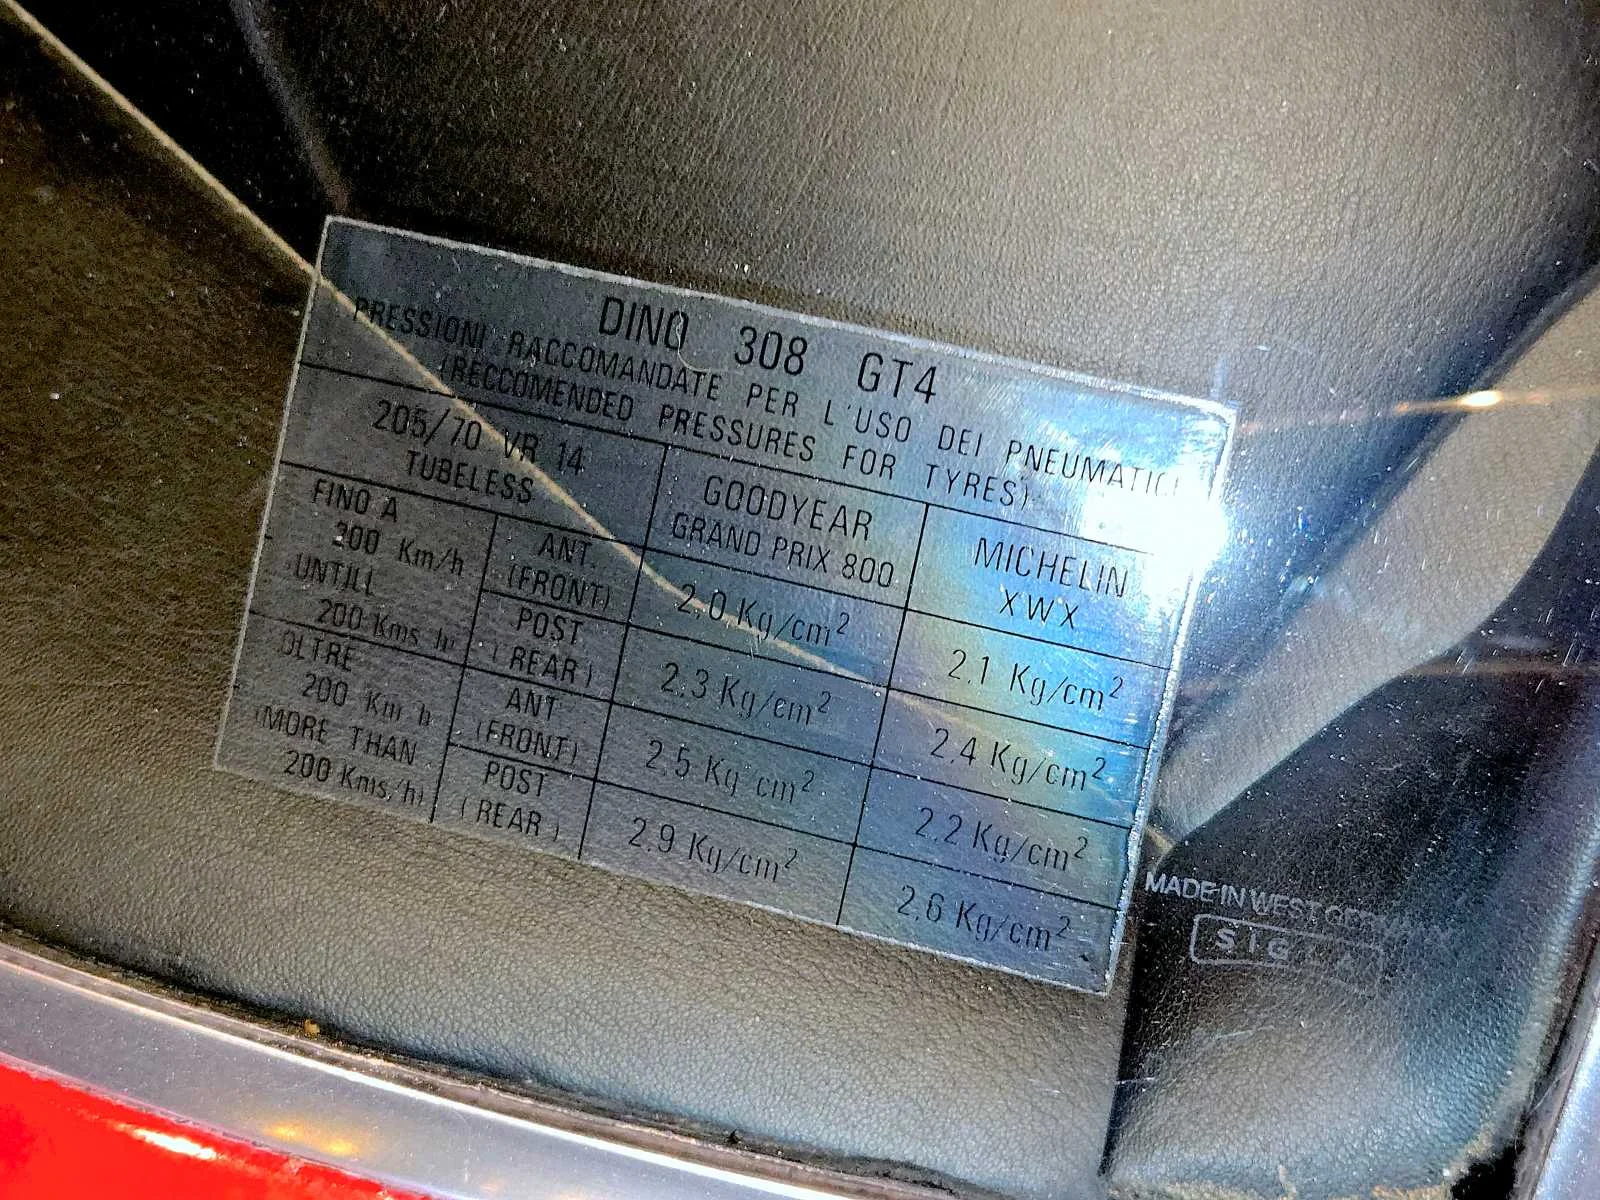 DINO 308 GT4
PRESSIONI RACCOMANDATE PER L'USO DEI PNEUMATICI
(RECCOMENDED PRESSURES FOR TYRES)
205/70 VR 14
TUBELESS
GOODYEAR
GRAND PRIX 800
MICHELIN
XWX
FINO A
200 Km/h
UNTILL
200 Kms hr
ANT.
(FRONT)
2.0 Kg/cm²
2.1 Kg/cm²
POST
(REAR)
2.3 Kg/cm²
2.4 Kg/cm²
OLTRE
200 Km h
(MORE THAN
200 Kms/h)
ANT
(FRONT)
2.5 Kg cm²
2.2 Kg/cm²
POST
(REAR)
2.9 Kg/cm²
2.6 Kg/cm²
MADE IN WEST GERMANY
SIGLA